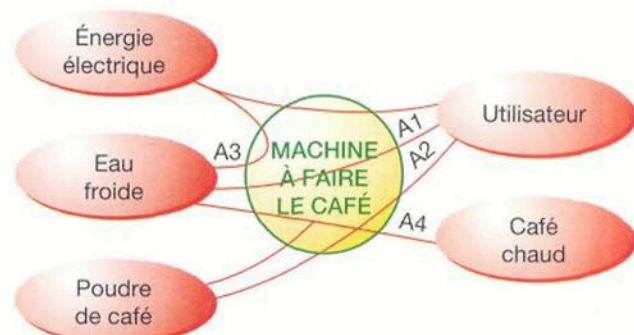 Énergie
électrique
Utilisateur
A1
A2
A3
MACHINE
À FAIRE
LE CAFÉ
Eau
froide
A4
Café
chaud
Poudre
de café